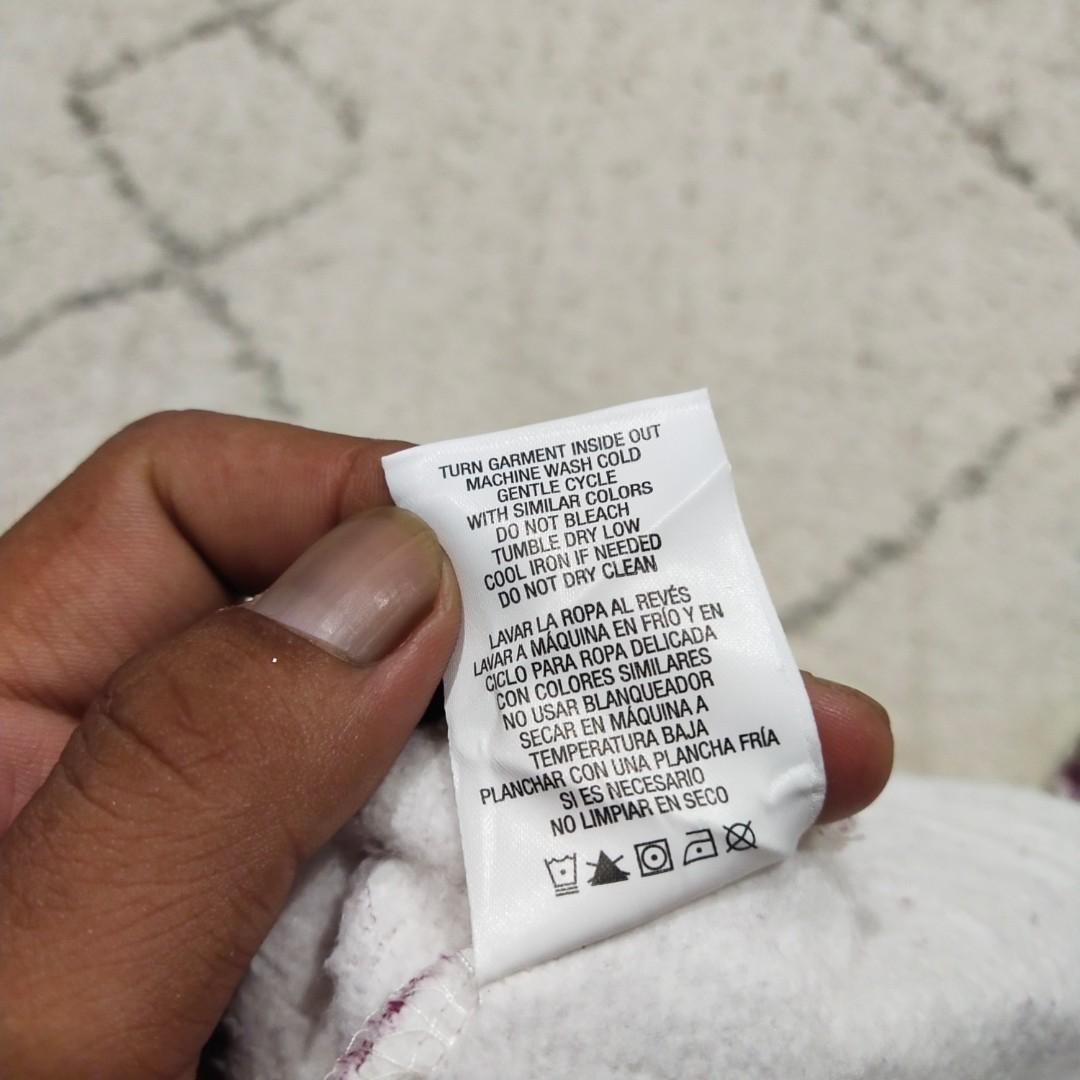 TURN GARMENT INSIDE OUT
MACHINE WASH COLD
GENTLE CYCLE
WITH SIMILAR COLORS
DO NOT BLEACH
TUMBLE DRY LOW
COOL IRON IF NEEDED
DO NOT DRY CLEAN
LAVAR LA ROPA AL REVÉS
LAVAR A MÁQUINA EN FRÍO Y EN
CICLO PARA ROPA DELICADA
CON COLORES SIMILARES
NO USAR BLANQUEADOR
SECAR EN MÁQUINA A
TEMPERATURA BAJA
PLANCHAR CON UNA PLANCHA FRÍA
SI ES NECESARIO
NO LIMPIAR EN SECO